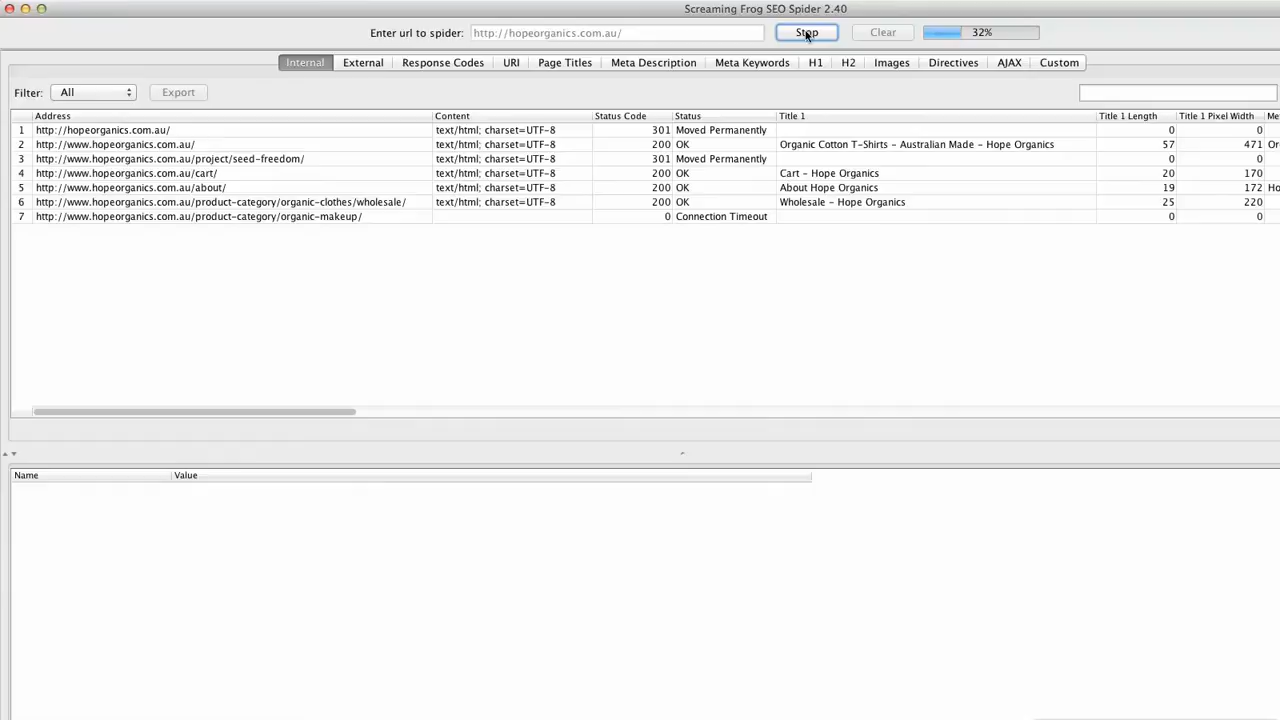 Screaming Frog SEO Spider 2.40
Enter url to spider: http://hopeorganics.com.au/ Stop Clear 32%
Internal External Response Codes URI Page Titles Meta Description Meta Keywords H1 H2 Images Directives AJAX Custom
Filter: All Export
Address Content Status Code Status Title 1 Title 1 Length Title 1 Pixel Width Me
1 http://hopeorganics.com.au/ text/html; charset=UTF-8 301 Moved Permanently 0 0
2 http://www.hopeorganics.com.au/ text/html; charset=UTF-8 200 OK Organic Cotton T-Shirts - Australian Made - Hope Organics 57 471 Or
3 http://www.hopeorganics.com.au/project/seed-freedom/ text/html; charset=UTF-8 301 Moved Permanently 0 0
4 http://www.hopeorganics.com.au/cart/ text/html; charset=UTF-8 200 OK Cart - Hope Organics 20 170
5 http://www.hopeorganics.com.au/about/ text/html; charset=UTF-8 200 OK About Hope Organics 19 172 Ho
6 http://www.hopeorganics.com.au/product-category/organic-clothes/wholesale/ text/html; charset=UTF-8 200 OK Wholesale - Hope Organics 25 220
7 http://www.hopeorganics.com.au/product-category/organic-makeup/ 0 Connection Timeout 0 0
Name Value